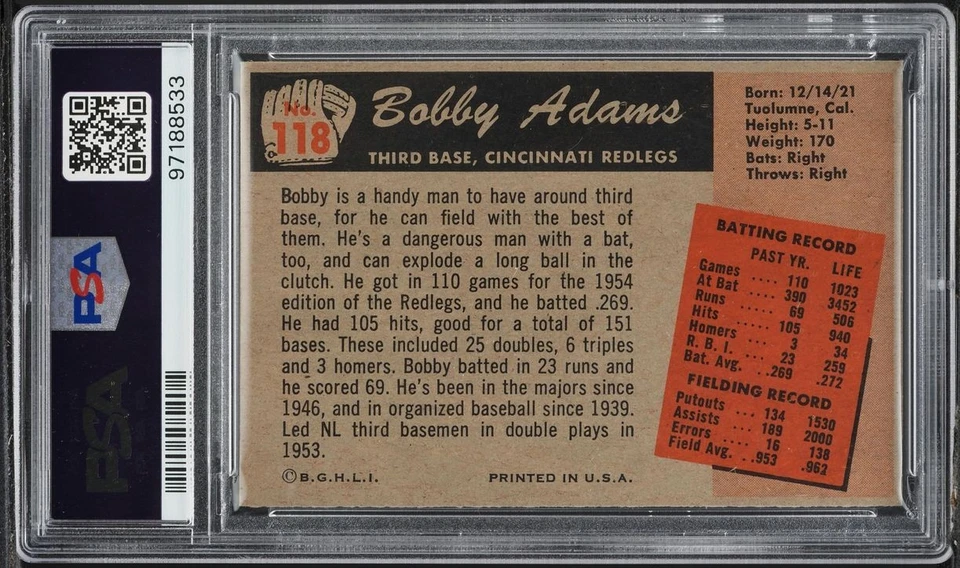 PSA
97188533
PSA
No.
118
Bobby Adams
THIRD BASE, CINCINNATI REDLEGS
Born: 12/14/21
Tuolumne, Cal.
Height: 5-11
Weight: 170
Bats: Right
Throws: Right
Bobby is a handy man to have around third
base, for he can field with the best of
them. He's a dangerous man with a bat,
too, and can explode a long ball in the
clutch. He got in 110 games for the 1954
edition of the Redlegs, and he batted .269.
He had 105 hits, good for a total of 151
bases. These included 25 doubles, 6 triples
and 3 homers. Bobby batted in 23 runs and
he scored 69. He's been in the majors since
1946, and in organized baseball since 1939.
Led NL third basemen in double plays in
1953.
©B.G.H.L.I. PRINTED IN U.S.A.
BATTING RECORD
PAST YR. LIFE
Games .... 110 1023
At Bat .... 390 3452
Runs .... 69 506
Hits ..... 105 940
Homers ... 3 34
R. B. I. .... 23 259
Bat. Avg. . .269 .272
FIELDING RECORD
Putouts ... 134 1530
Assists ... 189 2000
Errors .... 16 138
Field Avg. . .953 .962